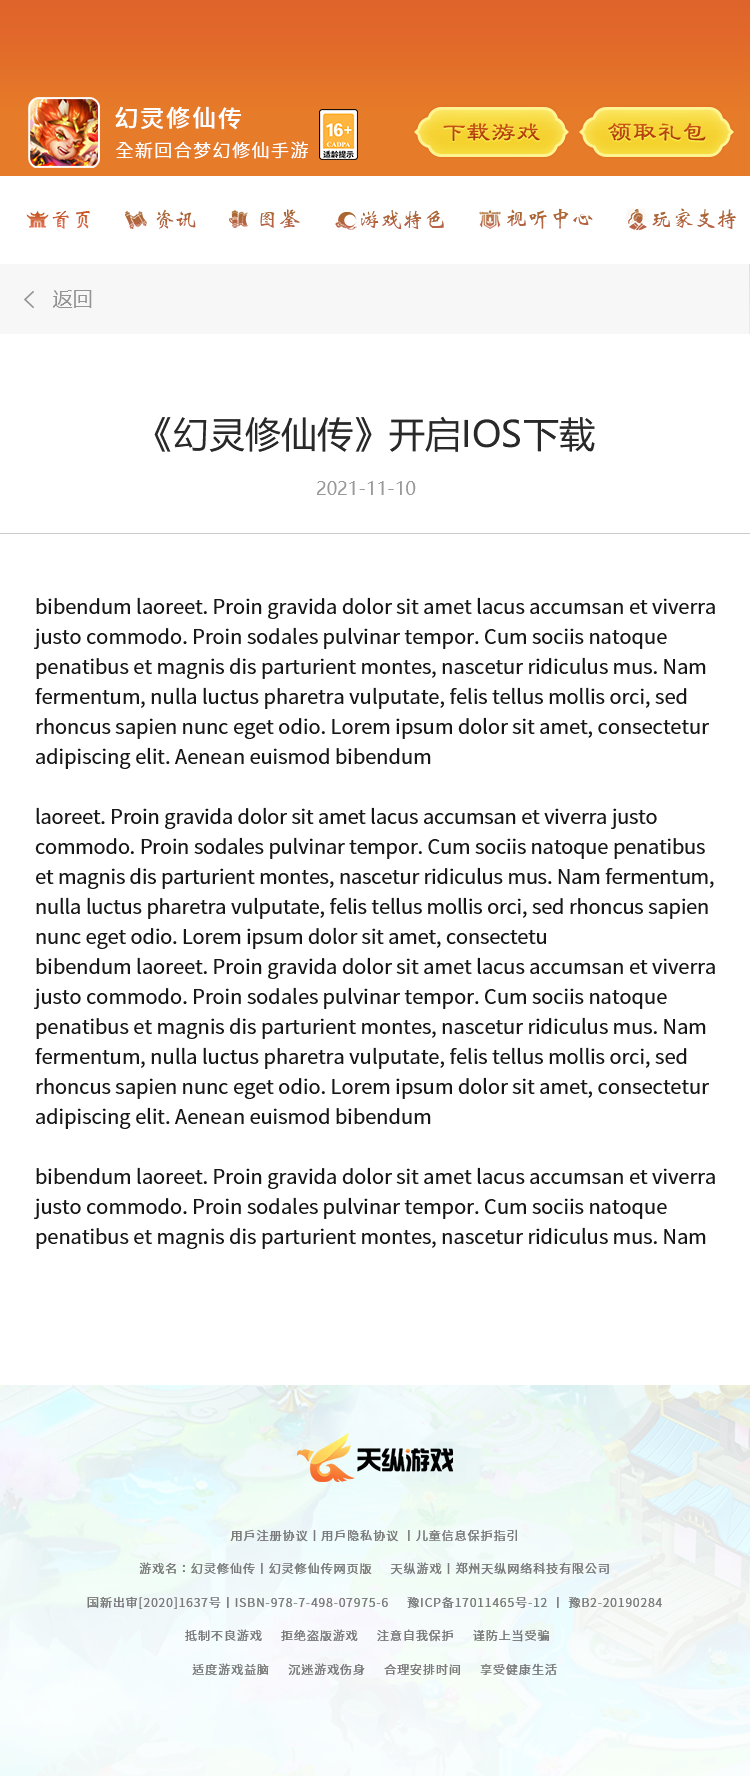 幻灵修仙传
全新回合梦幻修仙手游
16+
CADPA
适龄提示
下载游戏
领取礼包
首页
资讯
图鉴
游戏特色
视听中心
玩家支持
返回
《幻灵修仙传》开启IOS下载
2021-11-10
bibendum laoreet. Proin gravida dolor sit amet lacus accumsan et viverra
justo commodo. Proin sodales pulvinar tempor. Cum sociis natoque
penatibus et magnis dis parturient montes, nascetur ridiculus mus. Nam
fermentum, nulla luctus pharetra vulputate, felis tellus mollis orci, sed
rhoncus sapien nunc eget odio. Lorem ipsum dolor sit amet, consectetur
adipiscing elit. Aenean euismod bibendum
laoreet. Proin gravida dolor sit amet lacus accumsan et viverra justo
commodo. Proin sodales pulvinar tempor. Cum sociis natoque penatibus
et magnis dis parturient montes, nascetur ridiculus mus. Nam fermentum,
nulla luctus pharetra vulputate, felis tellus mollis orci, sed rhoncus sapien
nunc eget odio. Lorem ipsum dolor sit amet, consectetu
bibendum laoreet. Proin gravida dolor sit amet lacus accumsan et viverra
justo commodo. Proin sodales pulvinar tempor. Cum sociis natoque
penatibus et magnis dis parturient montes, nascetur ridiculus mus. Nam
fermentum, nulla luctus pharetra vulputate, felis tellus mollis orci, sed
rhoncus sapien nunc eget odio. Lorem ipsum dolor sit amet, consectetur
adipiscing elit. Aenean euismod bibendum
bibendum laoreet. Proin gravida dolor sit amet lacus accumsan et viverra
justo commodo. Proin sodales pulvinar tempor. Cum sociis natoque
penatibus et magnis dis parturient montes, nascetur ridiculus mus. Nam
天纵游戏
用戶注册协议丨用戶隐私协议 丨儿童信息保护指引
游戏名：幻灵修仙传丨幻灵修仙传网页版 天纵游戏丨郑州天纵网络科技有限公司
国新出审[2020]1637号丨ISBN-978-7-498-07975-6 豫ICP备17011465号-12 丨 豫B2-20190284
抵制不良游戏 拒绝盗版游戏 注意自我保护 谨防上当受骗
适度游戏益脑 沉迷游戏伤身 合理安排时间 享受健康生活